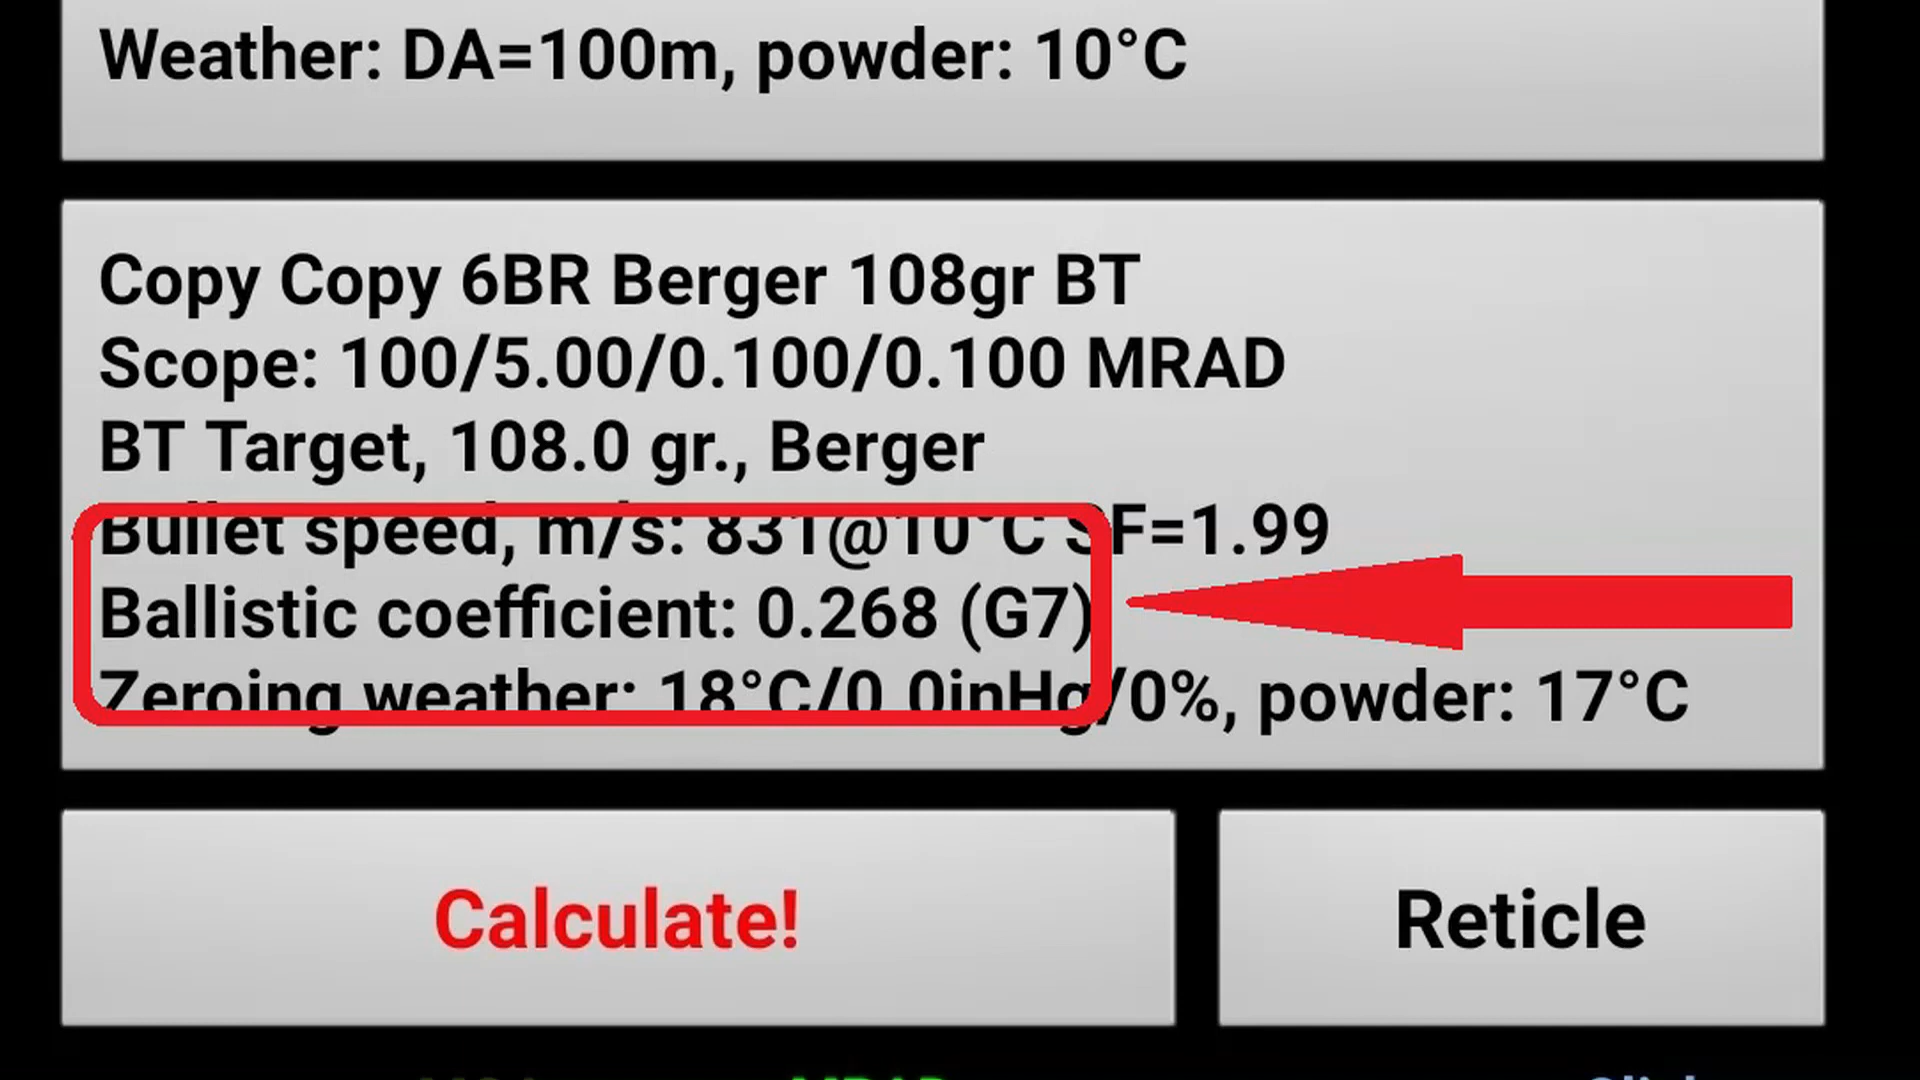 Weather: DA=100m, powder: 10°C
Copy Copy 6BR Berger 108gr BT
Scope: 100/5.00/0.100/0.100 MRAD
BT Target, 108.0 gr., Berger
Bullet speed, m/s: 831@10°C SF=1.99
Ballistic coefficient: 0.268 (G7)
Zeroing weather: 18°C/0.0inHg/0%, powder: 17°C
Calculate!
Reticle